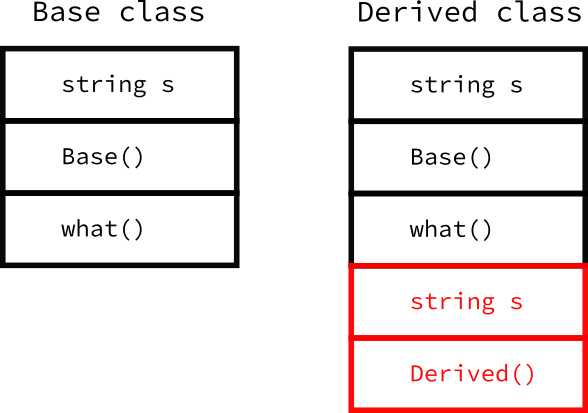 Base class
string s
Base()
what()
Derived class
string s
Base()
what()
string s
Derived()